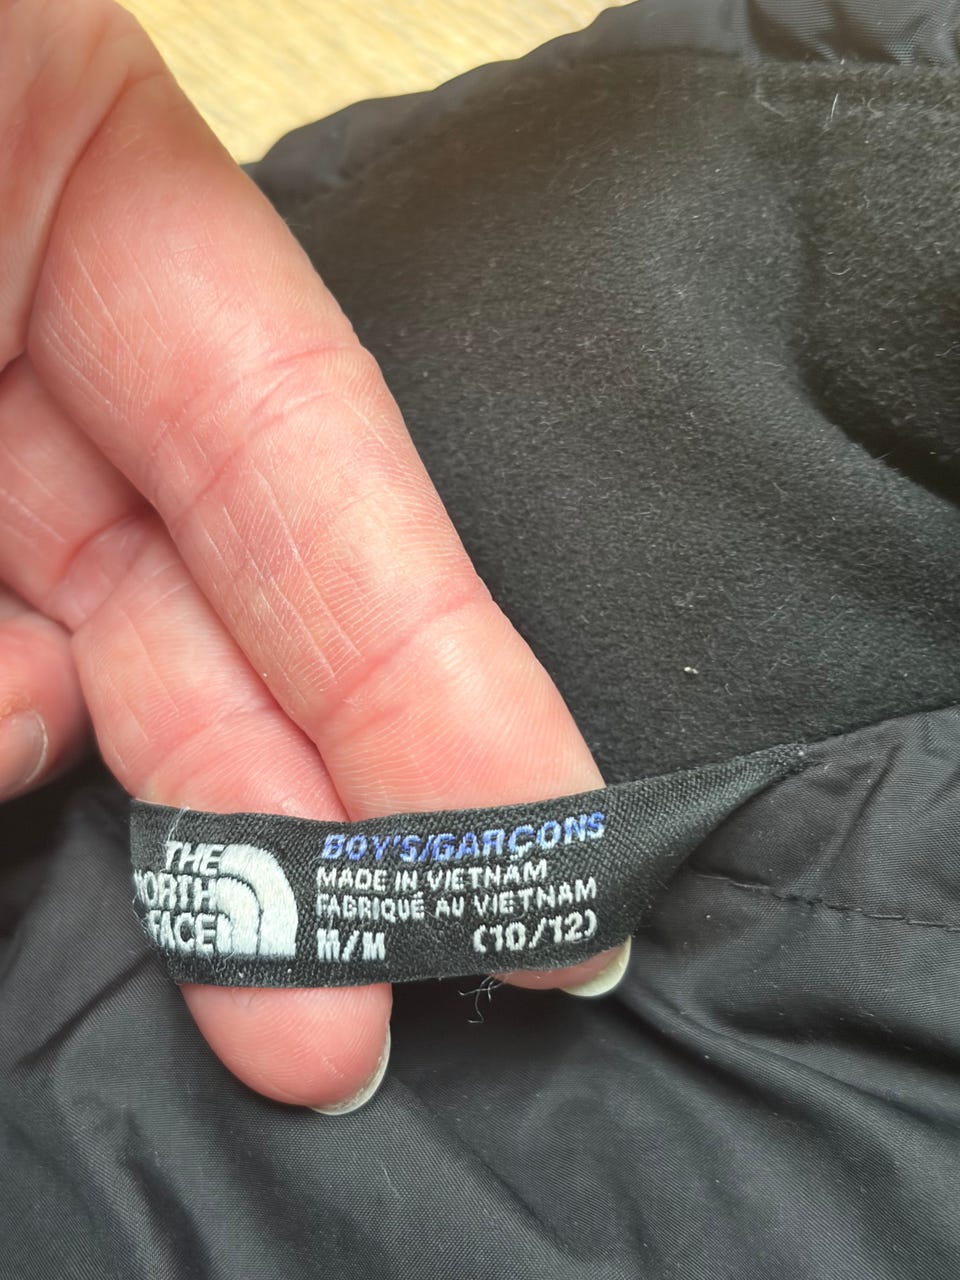 THE
NORTH
FACE
BOY'S/GARÇONS
MADE IN VIETNAM
FABRIQUÉ AU VIETNAM
M/M (10/12)